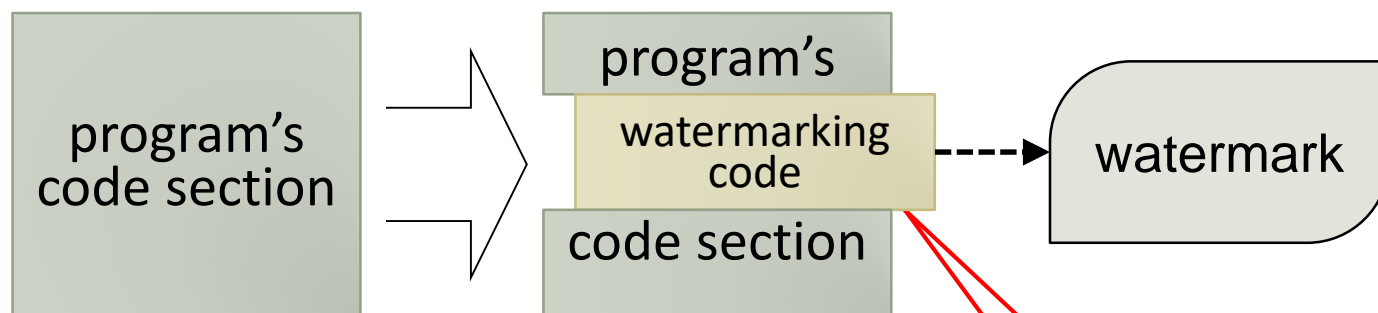 program’s
code section
program’s
watermarking
code
code section
watermark